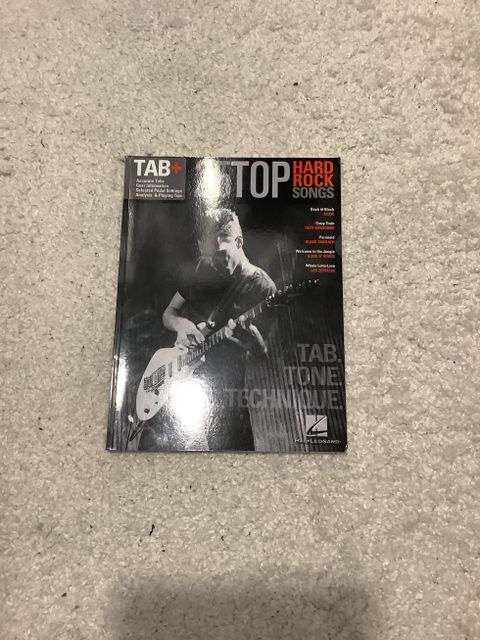 TAB+
Accurate Tabs
Gear Information
Selected Pedal Settings
Analysis & Playing Tips
TOP
HARD
ROCK
SONGS
Back in Black
AC/DC
Crazy Train
OZZY OSBOURNE
Paranoid
BLACK SABBATH
Welcome to the Jungle
GUNS N' ROSES
Whole Lotta Love
LED ZEPPELIN
TAB.
TONE.
TECHNIQUE.
HAL•LEONARD